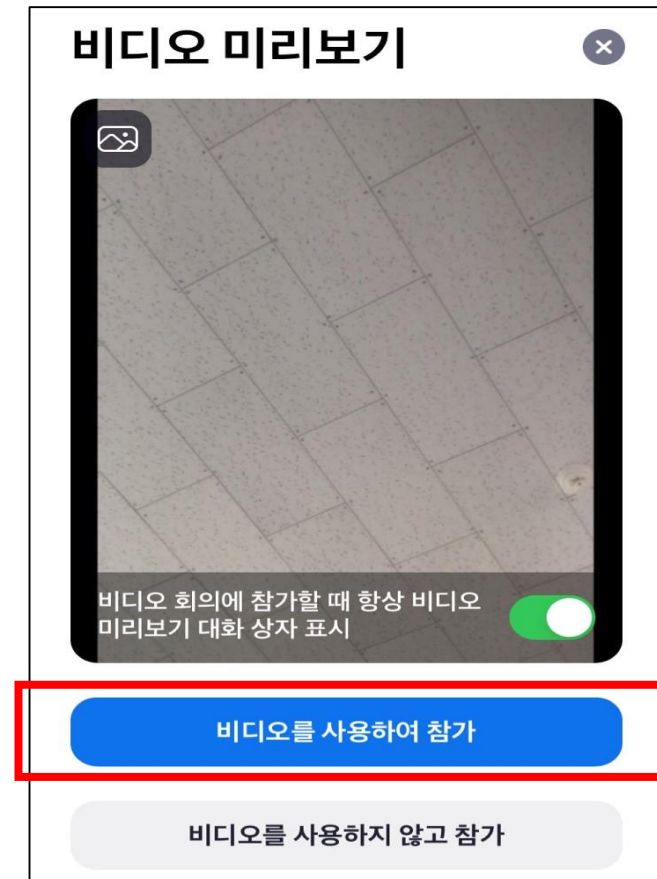 비디오 미리보기
비디오 회의에 참가할 때 항상 비디오
미리보기 대화 상자 표시
비디오를 사용하여 참가
비디오를 사용하지 않고 참가